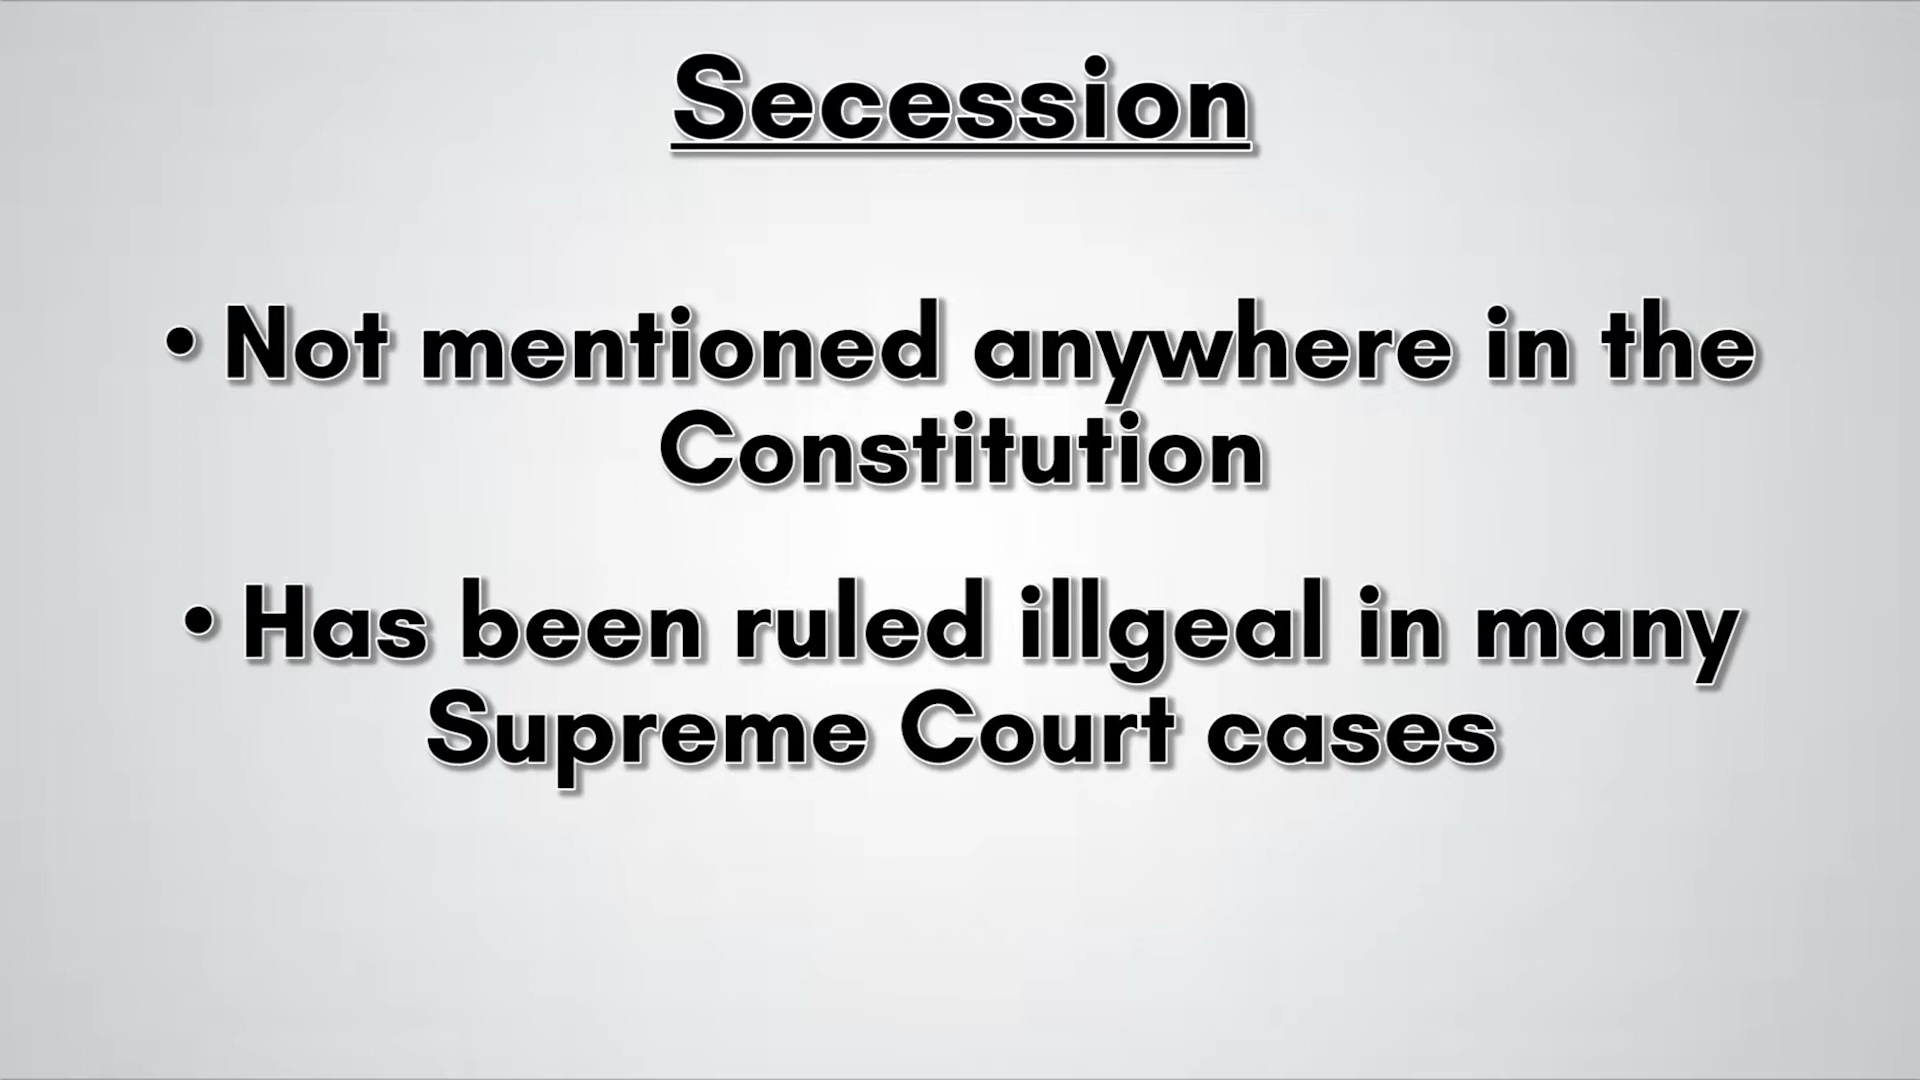 Secession
• Not mentioned anywhere in the
Constitution
• Has been ruled illgeal in many
Supreme Court cases